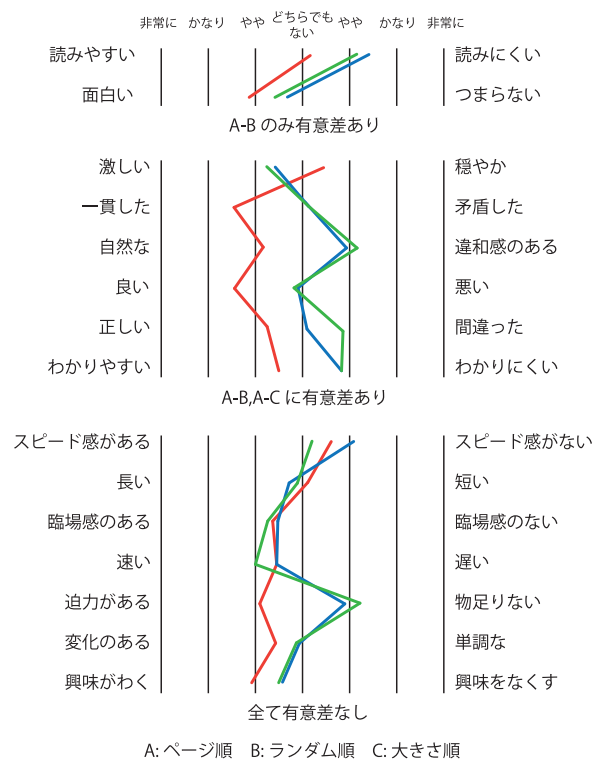 非常に かなり やや どちらでもない やや かなり 非常に
読みやすい 読みにくい
面白い つまらない
A-B のみ有意差あり
激しい 穏やか
一貫した 矛盾した
自然な 違和感のある
良い 悪い
正しい 間違った
わかりやすい わかりにくい
A-B,A-C に有意差あり
スピード感がある スピード感がない
長い 短い
臨場感のある 臨場感のない
速い 遅い
迫力がある 物足りない
変化のある 単調な
興味がわく 興味をなくす
全て有意差なし
A: ページ順 B: ランダム順 C: 大きさ順